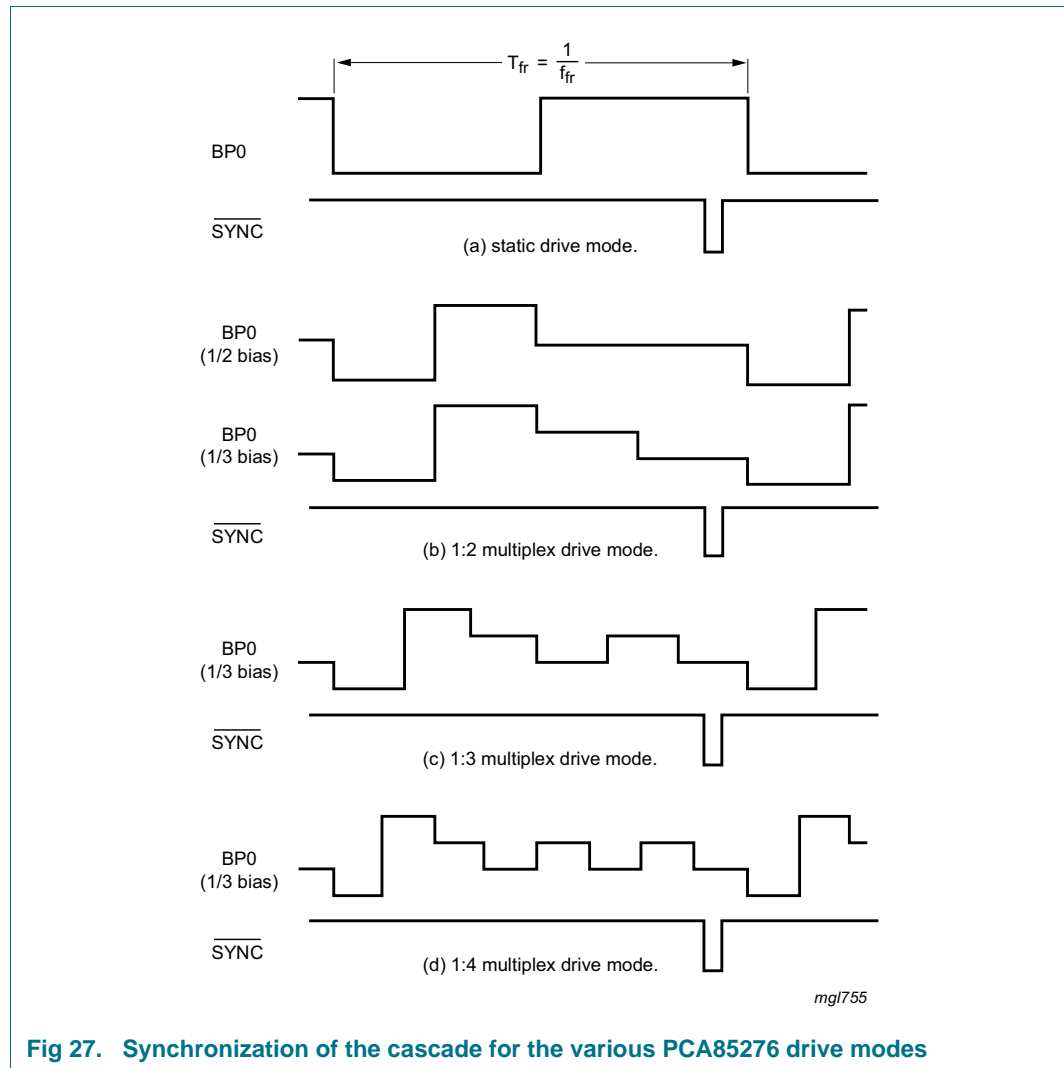 T_fr = 1/f_fr
BP0
SYNC
(a) static drive mode.
BP0
(1/2 bias)
BP0
(1/3 bias)
SYNC
(b) 1:2 multiplex drive mode.
BP0
(1/3 bias)
SYNC
(c) 1:3 multiplex drive mode.
BP0
(1/3 bias)
SYNC
(d) 1:4 multiplex drive mode.
mgl755
Fig 27. Synchronization of the cascade for the various PCA85276 drive modes